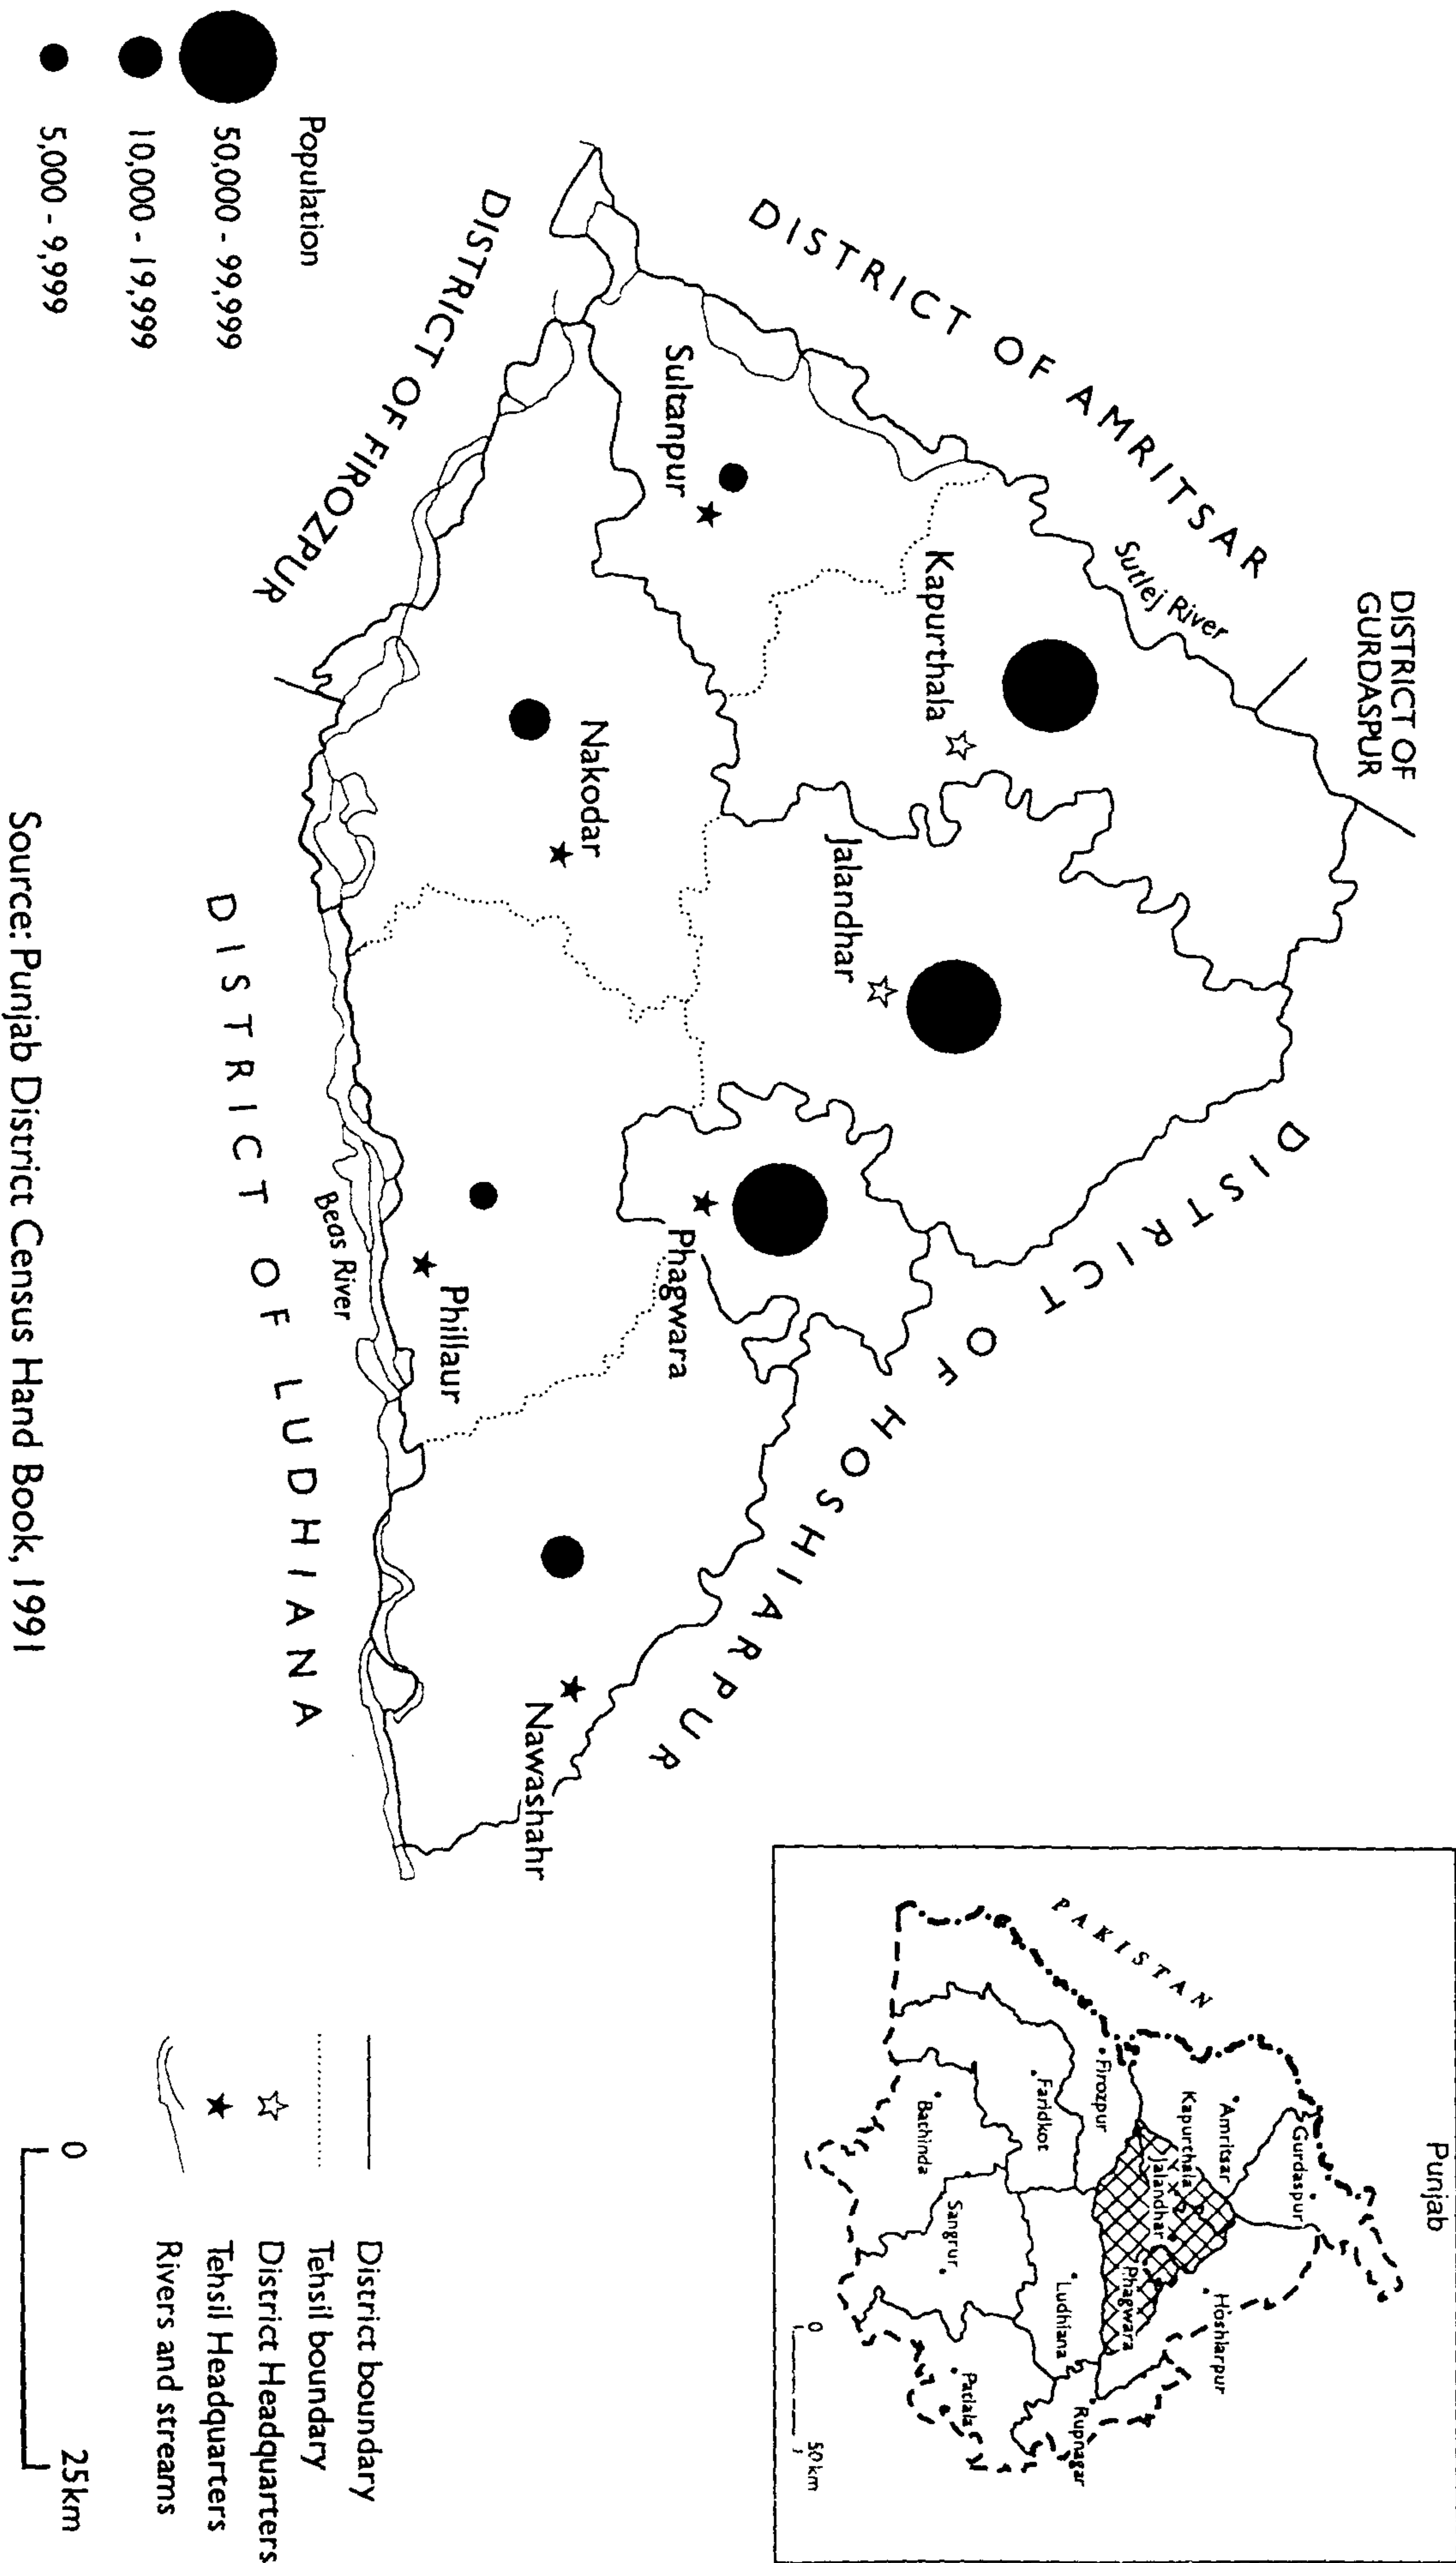 DISTRICT OF
GURDASPUR
DISTRICT OF AMRITSAR
Sutlej River
Kapurthala
Jalandhar
Sultanpur
Nakodar
Phagwara
Phillaur
Nawashahr
Beas River
DISTRICT OF HOSHIARPUR
DISTRICT OF FIROZPUR
DISTRICT OF LUDHIANA
Population
50,000 - 99,999
10,000 - 19,999
5,000 - 9,999
Punjab
PAKISTAN
Gurdaspur
Amritsar
Kapurthala
Jalandhar
Hoshiarpur
Phagwara
Firozpur
Faridkot
Ludhiana
Rupnagar
Bathinda
Sangrur
Patiala
0 50km
District boundary
Tehsil boundary
District Headquarters
Tehsil Headquarters
Rivers and streams
0 25km
Source: Punjab District Census Hand Book, 1991